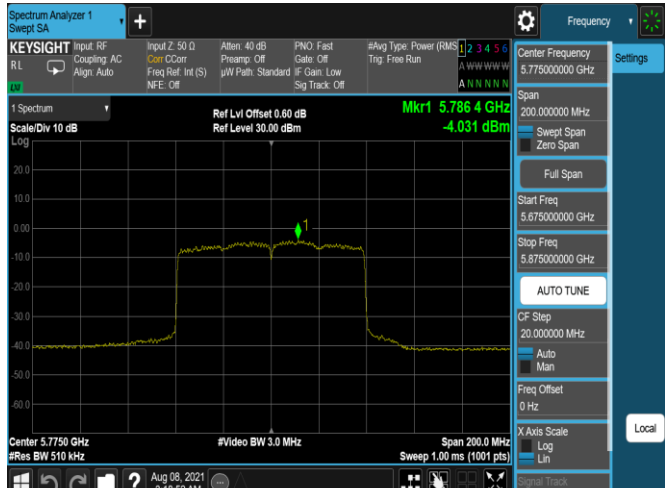 Spectrum Analyzer 1
Swept SA
+
Frequency
KEYSIGHT
RL
Input: RF
Coupling: AC
Align: Auto
Input Z: 50 Ω
Corr CCorr
Freq Ref: Int (S)
NFE: Off
Atten: 40 dB
Preamp: Off
µW Path: Standard
PNO: Fast
Gate: Off
IF Gain: Low
Sig Track: Off
#Avg Type: Power (RMS
Trig: Free Run
1 2 3 4 5 6
A W W W W W
A N N N N N
1 Spectrum
Scale/Div 10 dB
Log
Ref Lvl Offset 0.60 dB
Ref Level 30.00 dBm
Mkr1 5.786 4 GHz
-4.031 dBm
20.0
10.0
0.00
-10.0
-20.0
-30.0
-40.0
-50.0
-60.0
1
Center 5.7750 GHz
#Res BW 510 kHz
#Video BW 3.0 MHz
Span 200.0 MHz
Sweep 1.00 ms (1001 pts)
Aug 08, 2021
?
Center Frequency
5.775000000 GHz
Span
200.000000 MHz
Swept Span
Zero Span
Full Span
Start Freq
5.675000000 GHz
Stop Freq
5.875000000 GHz
AUTO TUNE
CF Step
20.000000 MHz
Auto
Man
Freq Offset
0 Hz
X Axis Scale
Log
Lin
Signal Track
Settings
Local